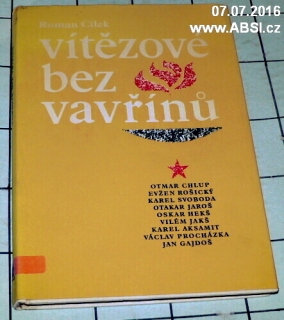 07.07.2016
www.ABSI.cz
Roman Cílek
vítězové
bez
vavřínů
OTMAR CHLUP
EVŽEN ROŠICKÝ
KAREL SVOBODA
OTAKAR JAROŠ
OSKAR HEKŠ
VILÉM JAKŠ
KAREL AKSAMIT
VÁCLAV PROCHÁZKA
JAN GAJDOŠ